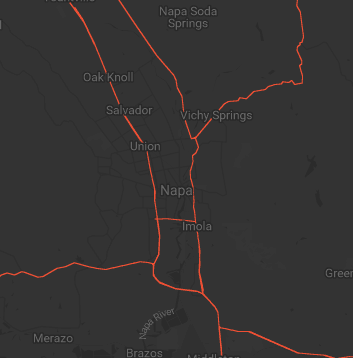 Napa Soda
Springs
Oak Knoll
Salvador
Vichy Springs
Union
Napa
Imola
Green
Napa River
Merazo
Brazos